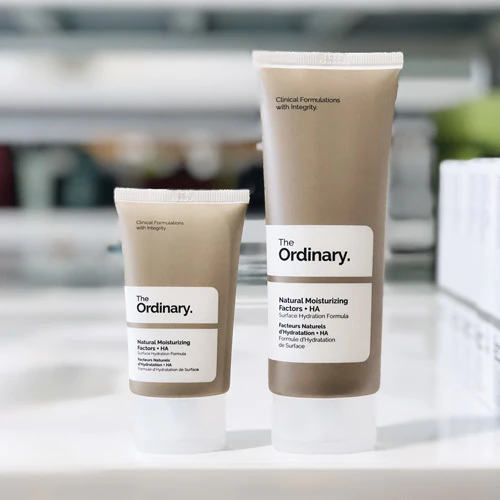 Clinical Formulations
with Integrity
The
Ordinary.
Natural Moisturizing
Factors + HA
Surface Hydration Formula
Facteurs Naturels
d'Hydratation + HA
Formule d'Hydratation de Surface
Clinical Formulations
with Integrity.
The
Ordinary.
Natural Moisturizing
Factors + HA
Surface Hydration Formula
Facteurs Naturels
d'Hydratation + HA
Formule d'Hydratation
de Surface